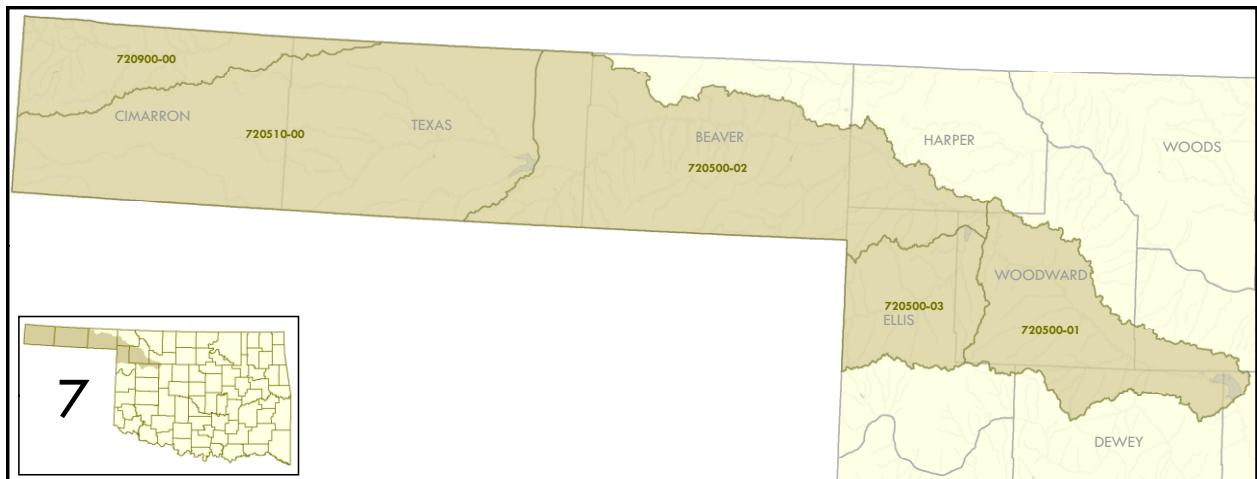 720900-00
CIMARRON
TEXAS
720510-00
BEAVER
HARPER
WOODS
720500-02
WOODWARD
720500-03
ELLIS
720500-01
DEWEY
7